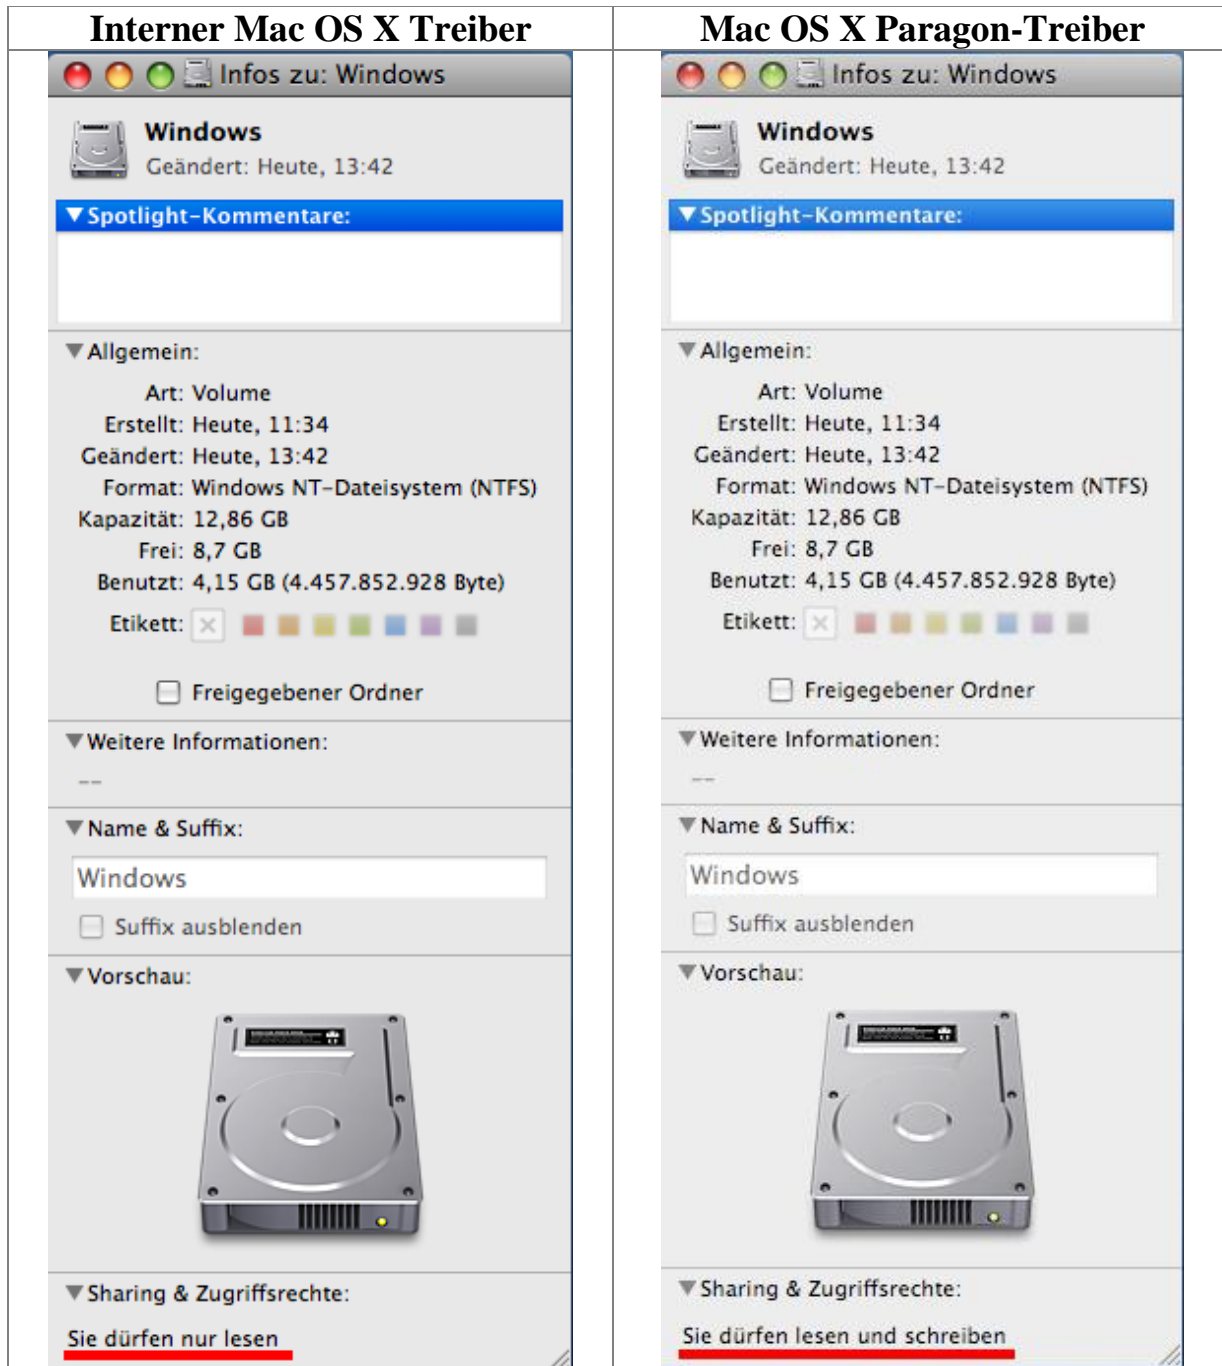 Interner Mac OS X Treiber
Infos zu: Windows
Windows
Geändert: Heute, 13:42
Spotlight-Kommentare:
Allgemein:
Art: Volume
Erstellt: Heute, 11:34
Geändert: Heute, 13:42
Format: Windows NT-Dateisystem (NTFS)
Kapazität: 12,86 GB
Frei: 8,7 GB
Benutzt: 4,15 GB (4.457.852.928 Byte)
Etikett:
Freigegebener Ordner
Weitere Informationen:
--
Name & Suffix:
Windows
Suffix ausblenden
Vorschau:
Sharing & Zugriffsrechte:
Sie dürfen nur lesen
Mac OS X Paragon-Treiber
Infos zu: Windows
Windows
Geändert: Heute, 13:42
Spotlight-Kommentare:
Allgemein:
Art: Volume
Erstellt: Heute, 11:34
Geändert: Heute, 13:42
Format: Windows NT-Dateisystem (NTFS)
Kapazität: 12,86 GB
Frei: 8,7 GB
Benutzt: 4,15 GB (4.457.852.928 Byte)
Etikett:
Freigegebener Ordner
Weitere Informationen:
--
Name & Suffix:
Windows
Suffix ausblenden
Vorschau:
Sharing & Zugriffsrechte:
Sie dürfen lesen und schreiben